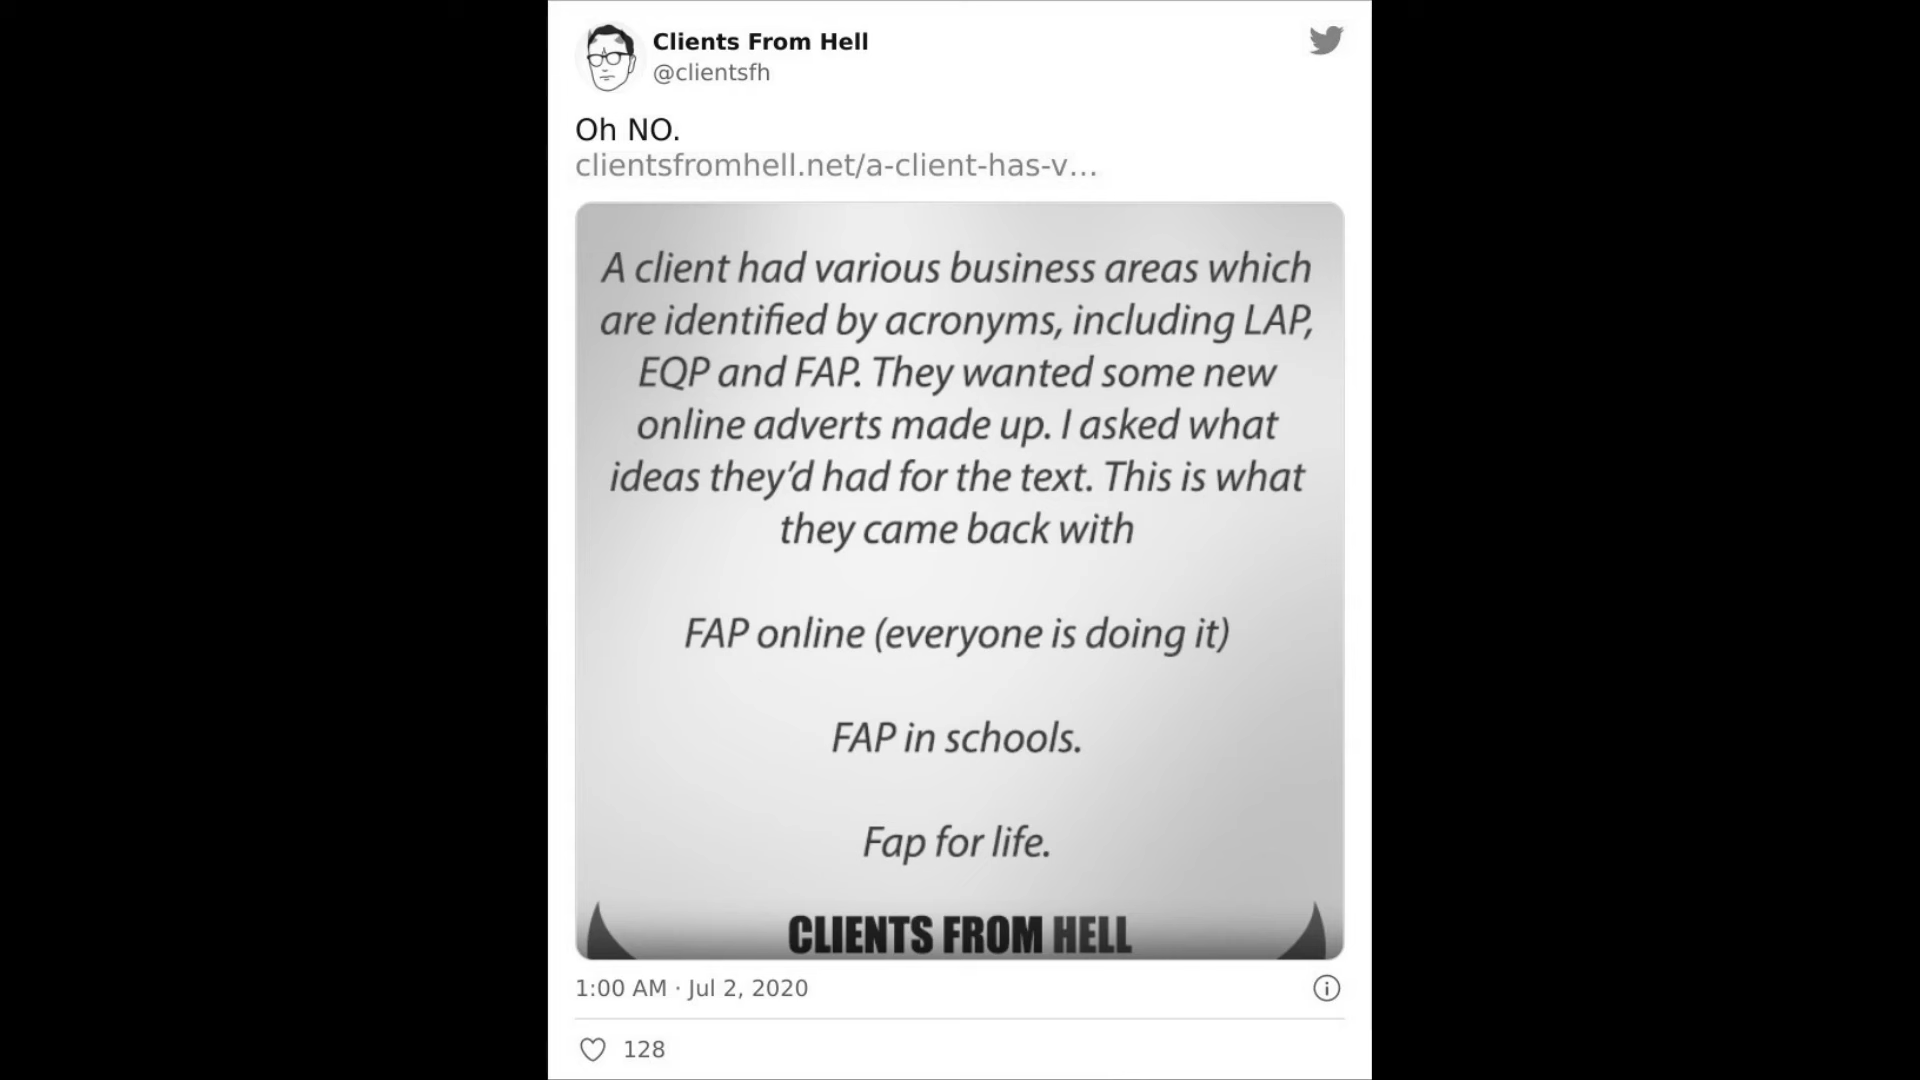 Clients From Hell
@clientsfh
Oh NO.
clientsfromhell.net/a-client-has-v...
A client had various business areas which
are identified by acronyms, including LAP,
EQP and FAP. They wanted some new
online adverts made up. I asked what
ideas they’d had for the text. This is what
they came back with
FAP online (everyone is doing it)
FAP in schools.
Fap for life.
CLIENTS FROM HELL
1:00 AM · Jul 2, 2020
128